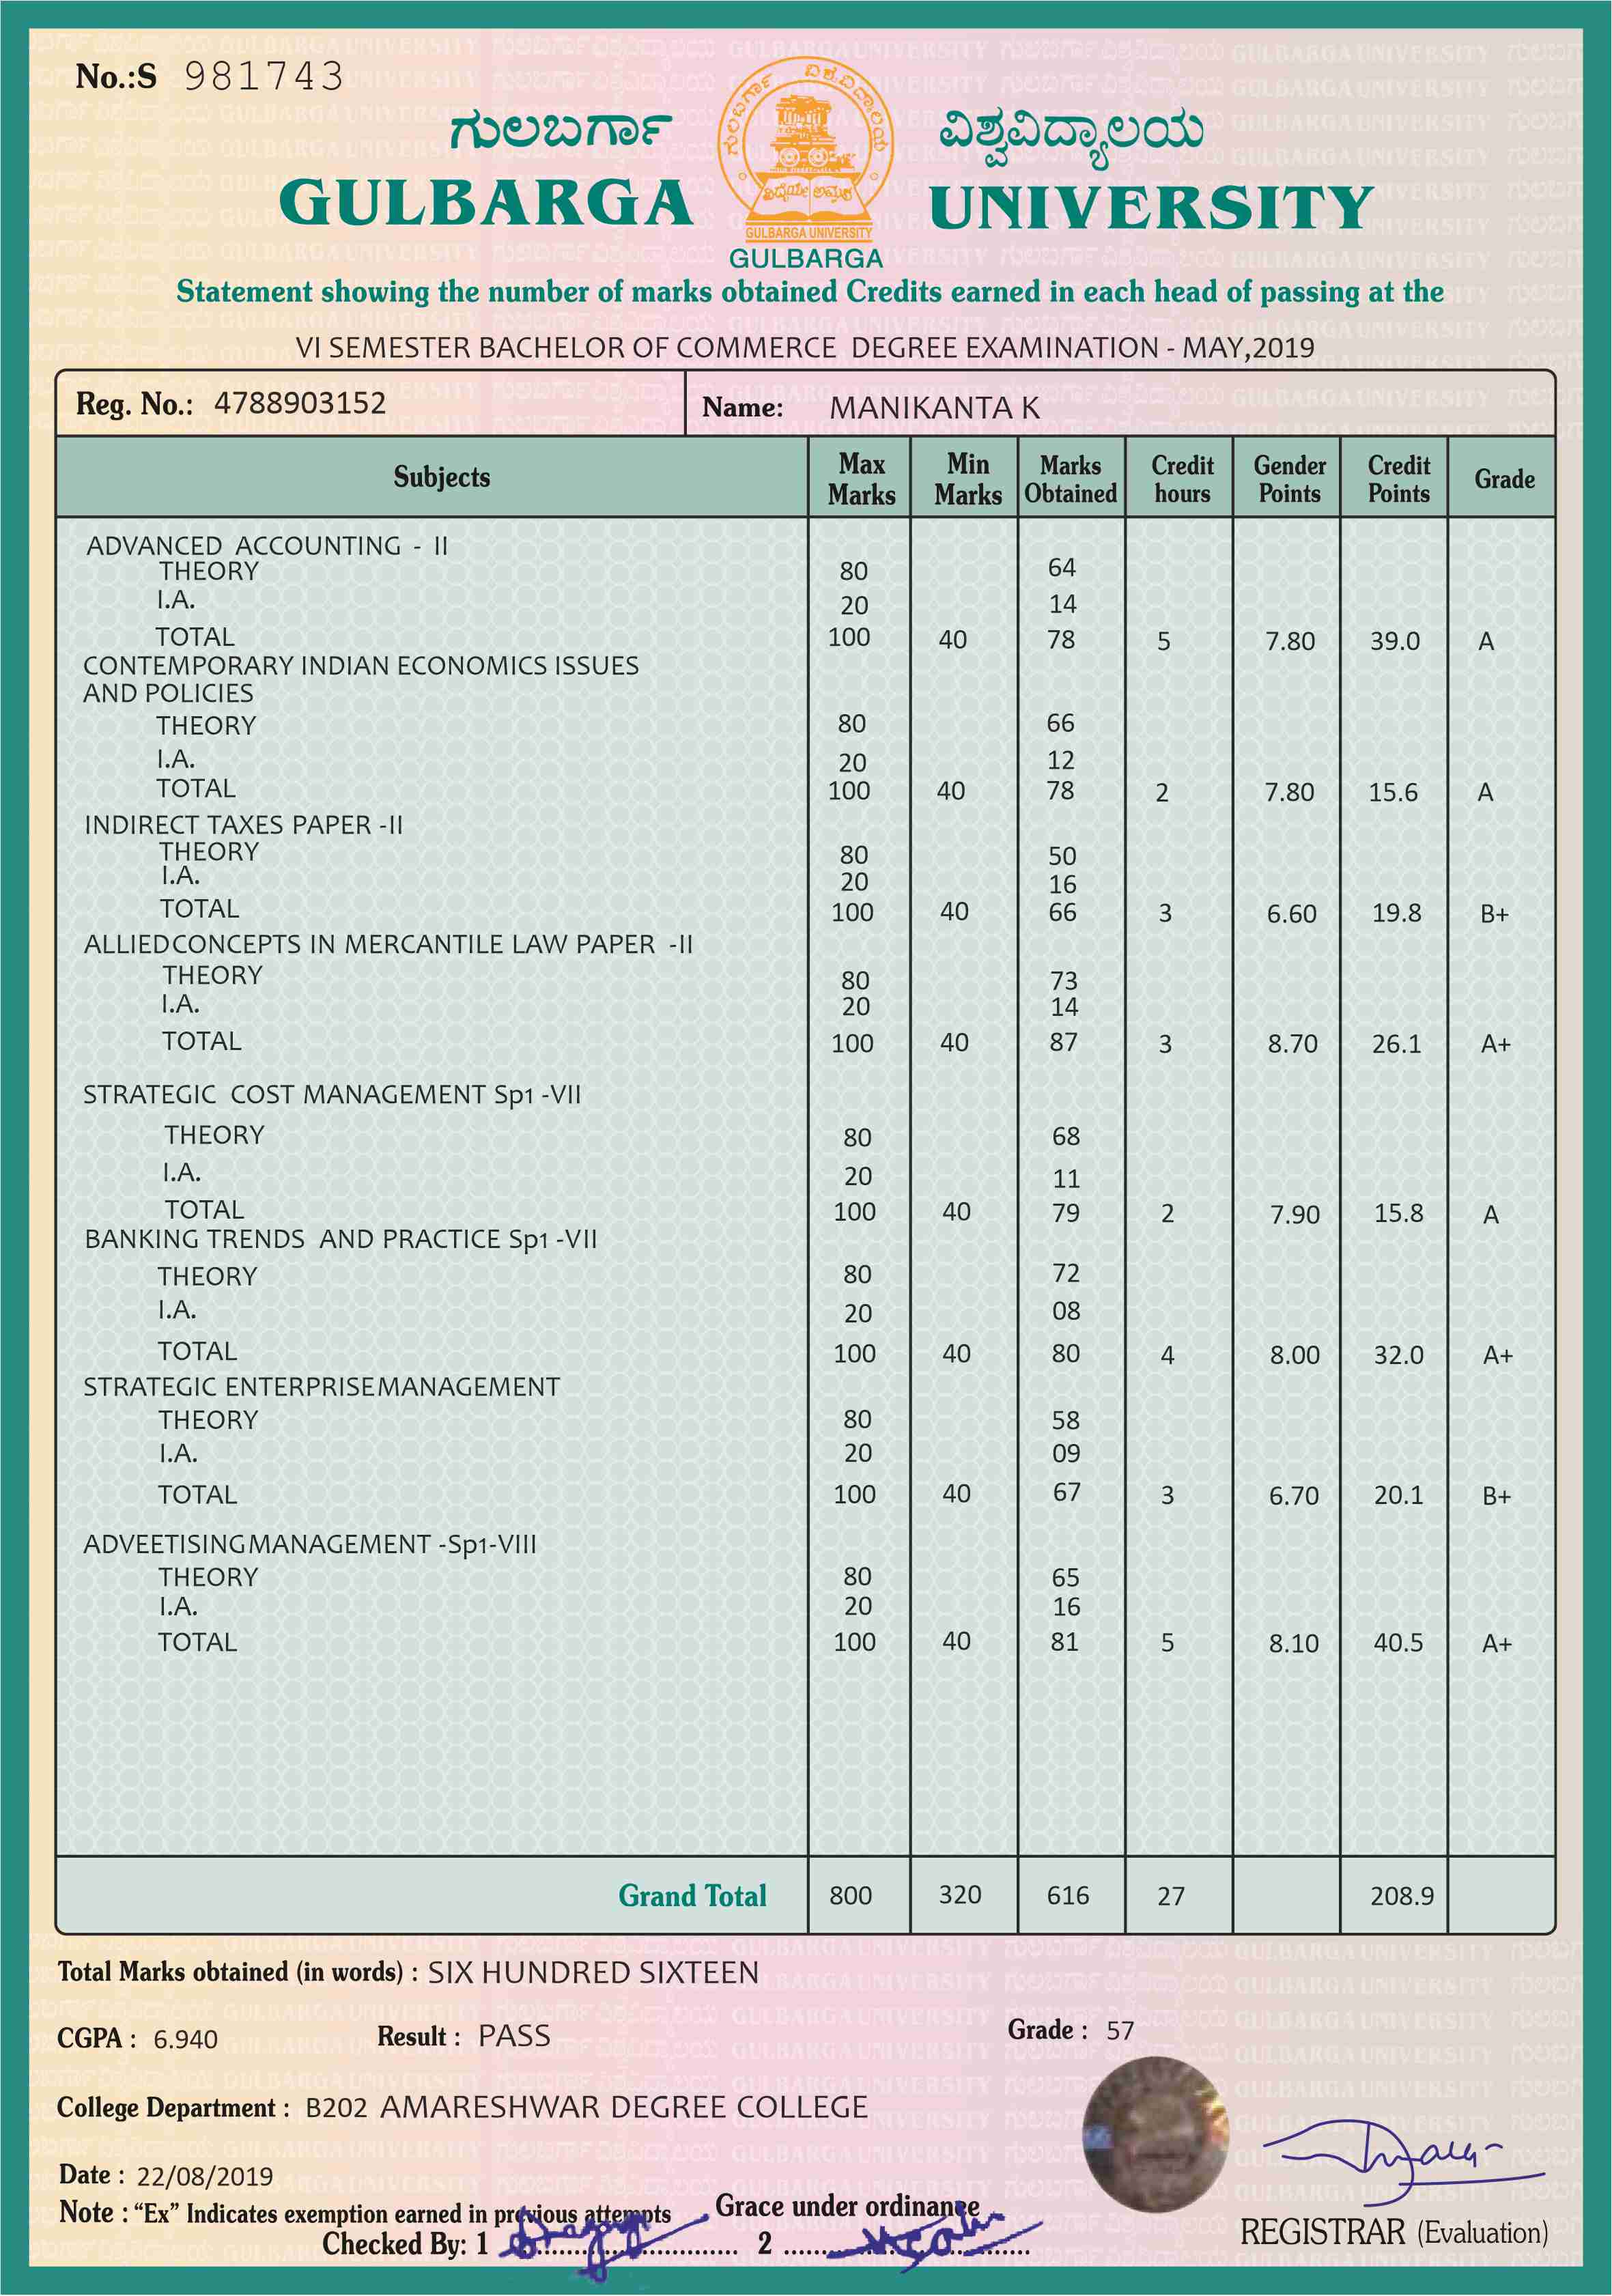 No.:S 981743
ಗುಲಬರ್ಗಾ ವಿಶ್ವವಿದ್ಯಾಲಯ
GULBARGA UNIVERSITY
ಗುಲಬರ್ಗಾ ವಿಶ್ವವಿದ್ಯಾಲಯ
ವಿದ್ಯೆಯೇ ಅಮೃತ
GULBARGA UNIVERSITY
GULBARGA
Statement showing the number of marks obtained Credits earned in each head of passing at the
VI SEMESTER BACHELOR OF COMMERCE DEGREE EXAMINATION - MAY,2019
Reg. No.: 4788903152 Name: MANIKANTA K
Subjects Max Marks Min Marks Marks Obtained Credit hours Gender Points Credit Points Grade
ADVANCED ACCOUNTING - II
THEORY 80 64
I.A. 20 14
TOTAL 100 40 78 5 7.80 39.0 A
CONTEMPORARY INDIAN ECONOMICS ISSUES
AND POLICIES
THEORY 80 66
I.A. 20 12
TOTAL 100 40 78 2 7.80 15.6 A
INDIRECT TAXES PAPER -II
THEORY 80 50
I.A. 20 16
TOTAL 100 40 66 3 6.60 19.8 B+
ALLIEDCONCEPTS IN MERCANTILE LAW PAPER -II
THEORY 80 73
I.A. 20 14
TOTAL 100 40 87 3 8.70 26.1 A+
STRATEGIC COST MANAGEMENT Sp1 -VII
THEORY 80 68
I.A. 20 11
TOTAL 100 40 79 2 7.90 15.8 A
BANKING TRENDS AND PRACTICE Sp1 -VII
THEORY 80 72
I.A. 20 08
TOTAL 100 40 80 4 8.00 32.0 A+
STRATEGIC ENTERPRISEMANAGEMENT
THEORY 80 58
I.A. 20 09
TOTAL 100 40 67 3 6.70 20.1 B+
ADVEETISINGMANAGEMENT -Sp1-VIII
THEORY 80 65
I.A. 20 16
TOTAL 100 40 81 5 8.10 40.5 A+
Grand Total 800 320 616 27 208.9
Total Marks obtained (in words) : SIX HUNDRED SIXTEEN
CGPA : 6.940 Result : PASS Grade : 57
College Department : B202 AMARESHWAR DEGREE COLLEGE
Date : 22/08/2019
Note : “Ex” Indicates exemption earned in previous attempts Grace under ordinance
Checked By: 1 .............................. 2 ..............................
REGISTRAR (Evaluation)